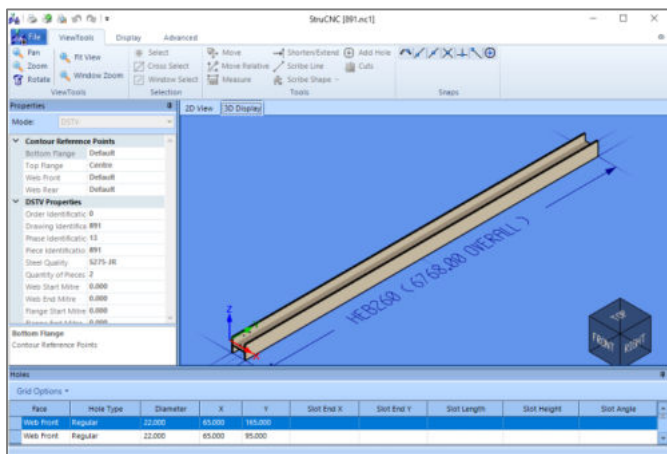 StruCNC [891.nc1]
File ViewTools Display Advanced
Pan Fit View Select Move Shorten/Extend Add Hole
Zoom Window Zoom Cross Select Move Relative Scribe Line Cuts
Rotate Window Select Measure Scribe Shape
ViewTools Selection Tools Snaps
Properties
2D View 3D Display
Mode: DSTV
Contour Reference Points
Bottom Flange Default
Top Flange Centre
Web Front Default
Web Rear Default
DSTV Properties
Order Identificatic 0
Drawing Identifica 891
Phase Identificatic 13
Piece Identificatio 891
Steel Quality S275-JR
Quantity of Pieces 2
Web Start Mitre 0.000
Web End Mitre 0.000
Flange Start Mitre 0.000
Flange End Mitre 0.000
Bottom Flange
Contour Reference Points
HEB260 (6768.00 OVERALL)
Z
X
TOP
FRONT RIGHT
Holes
Grid Options
Face Hole Type Diameter X Y Slot End X Slot End Y Slot Length Slot Height Slot Angle
Web Front Regular 22.000 65.000 165.000
Web Front Regular 22.000 65.000 95.000